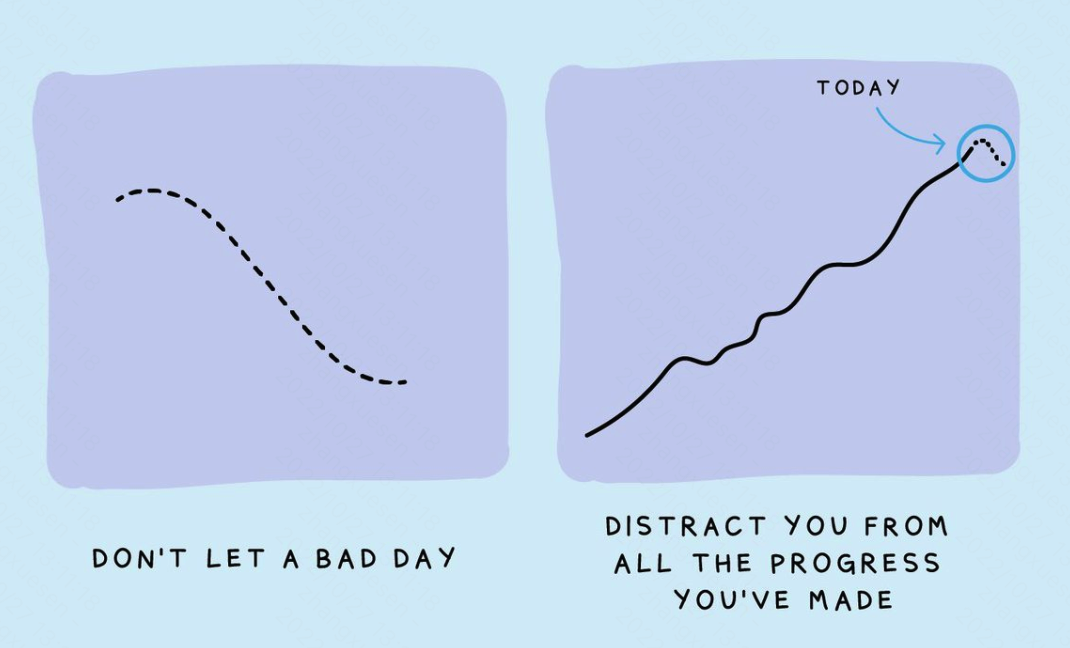 TODAY
DON'T LET A BAD DAY
DISTRACT YOU FROM
ALL THE PROGRESS
YOU'VE MADE